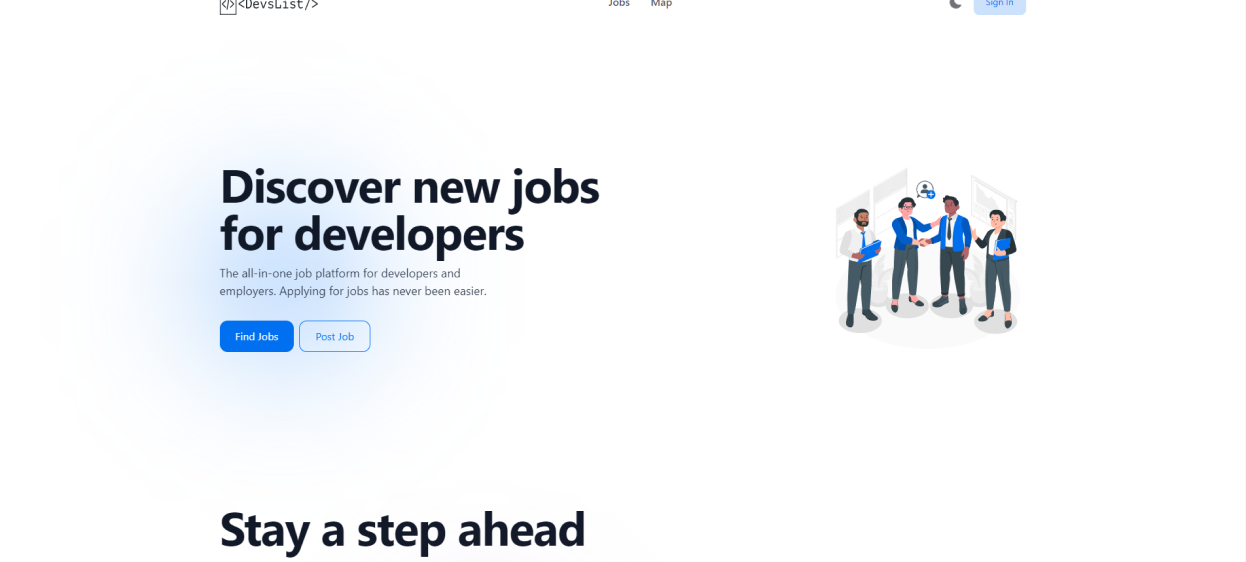 </><DevsList/>
Jobs
Map
Sign In
Discover new jobs
for developers
The all-in-one job platform for developers and
employers. Applying for jobs has never been easier.
Find Jobs
Post Job
Stay a step ahead